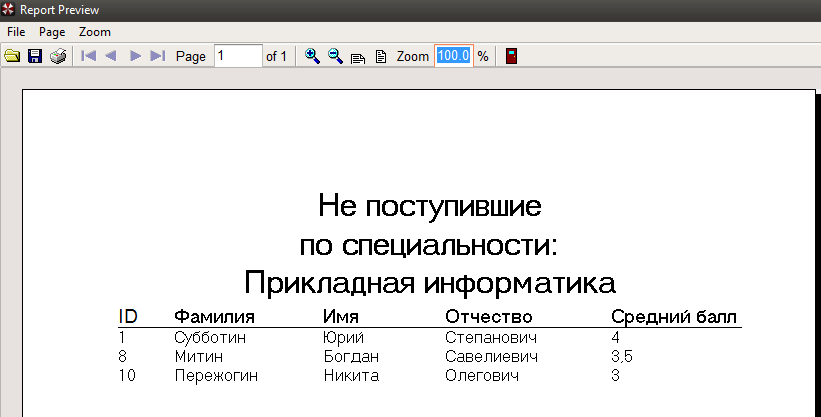 Report Preview
File Page Zoom
Page 1 of 1 Zoom 100.0 %
Не поступившие
по специальности:
Прикладная информатика
ID Фамилия Имя Отчество Средний балл
1 Субботин Юрий Степанович 4
8 Митин Богдан Савелиевич 3,5
10 Пережогин Никита Олегович 3